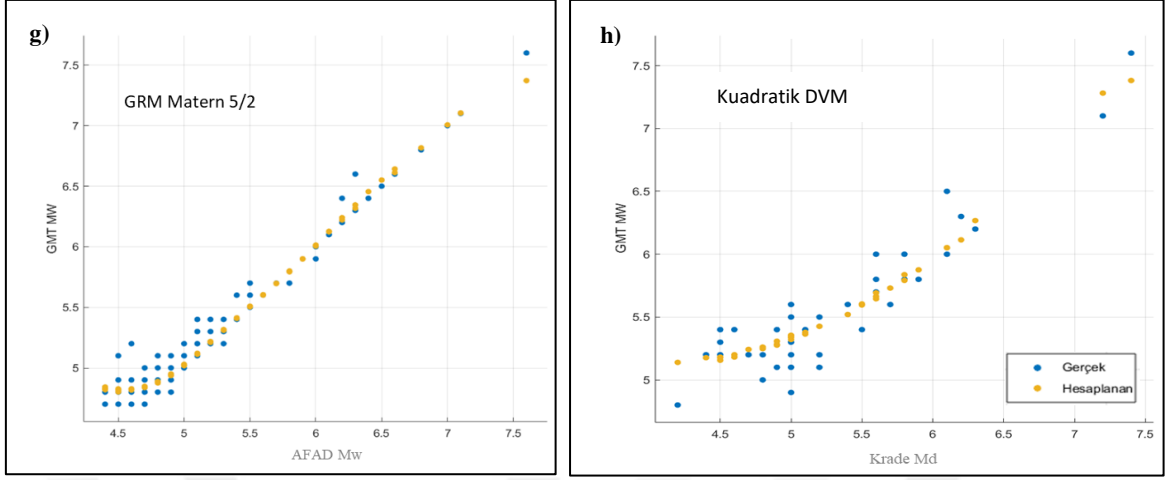 g)
GRM Matern 5/2
GMT MW
7.5
7
6.5
6
5.5
5
4.5 5 5.5 6 6.5 7 7.5
AFAD Mw
h)
Kuadratik DVM
GMT MW
7.5
7
6.5
6
5.5
5
Gerçek
Hesaplanan
4.5 5 5.5 6 6.5 7 7.5
Krade Md